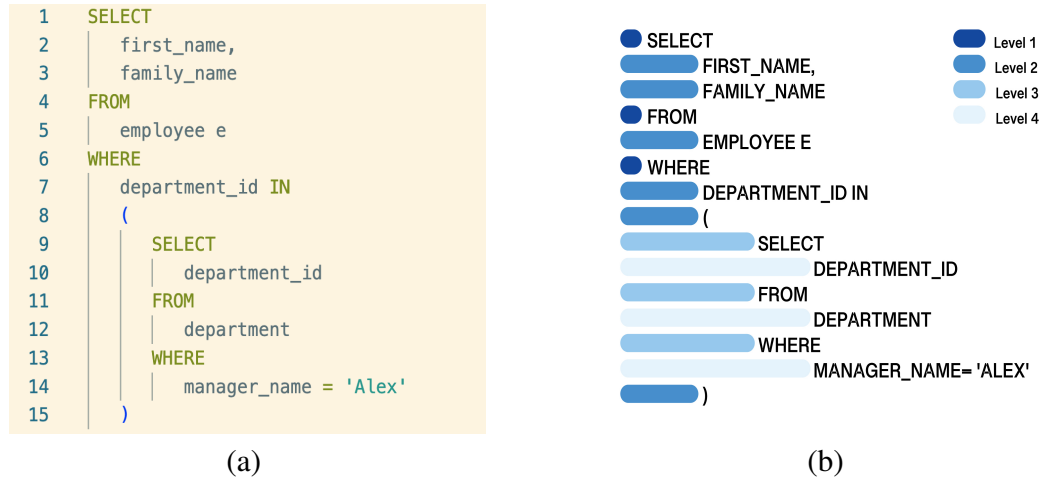 1 SELECT
2 first_name,
3 family_name
4 FROM
5 employee e
6 WHERE
7 department_id IN
8 (
9 SELECT
10 department_id
11 FROM
12 department
13 WHERE
14 manager_name = 'Alex'
15 )
(a)
SELECT
FIRST_NAME,
FAMILY_NAME
FROM
EMPLOYEE E
WHERE
DEPARTMENT_ID IN
(
SELECT
DEPARTMENT_ID
FROM
DEPARTMENT
WHERE
MANAGER_NAME= 'ALEX'
)
Level 1
Level 2
Level 3
Level 4
(b)